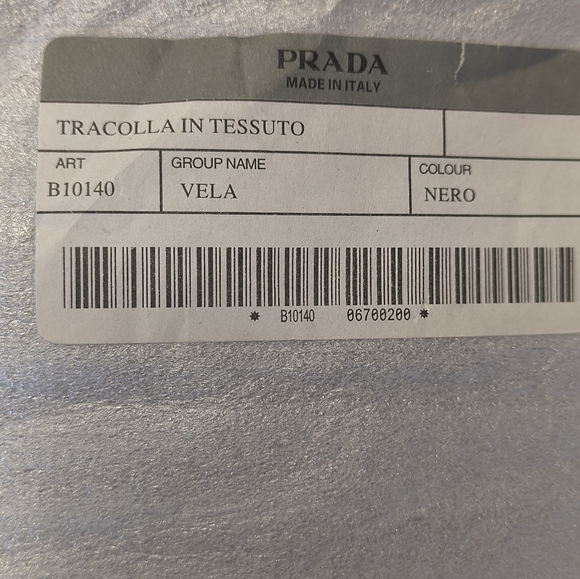 PRADA
MADE IN ITALY
TRACOLLA IN TESSUTO
ART GROUP NAME COLOUR
B10140 VELA NERO
* B10140 06700200 *